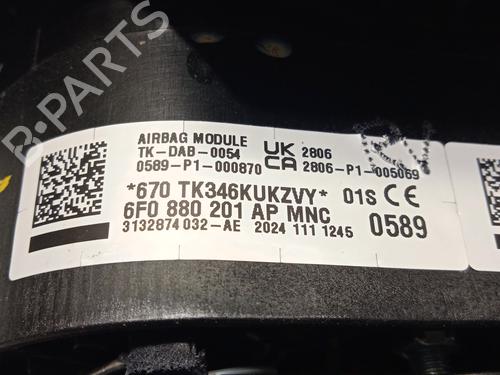 B-PARTS
AIRBAG MODULE
TK-DAB-0054
0589-P1-000870
UK
CA
2806
2806-P1-005069
*670 TK346KUKZVY* 01S CE
6F0 880 201 AP MNC 0589
3132874 032-AE 2024 111 1245